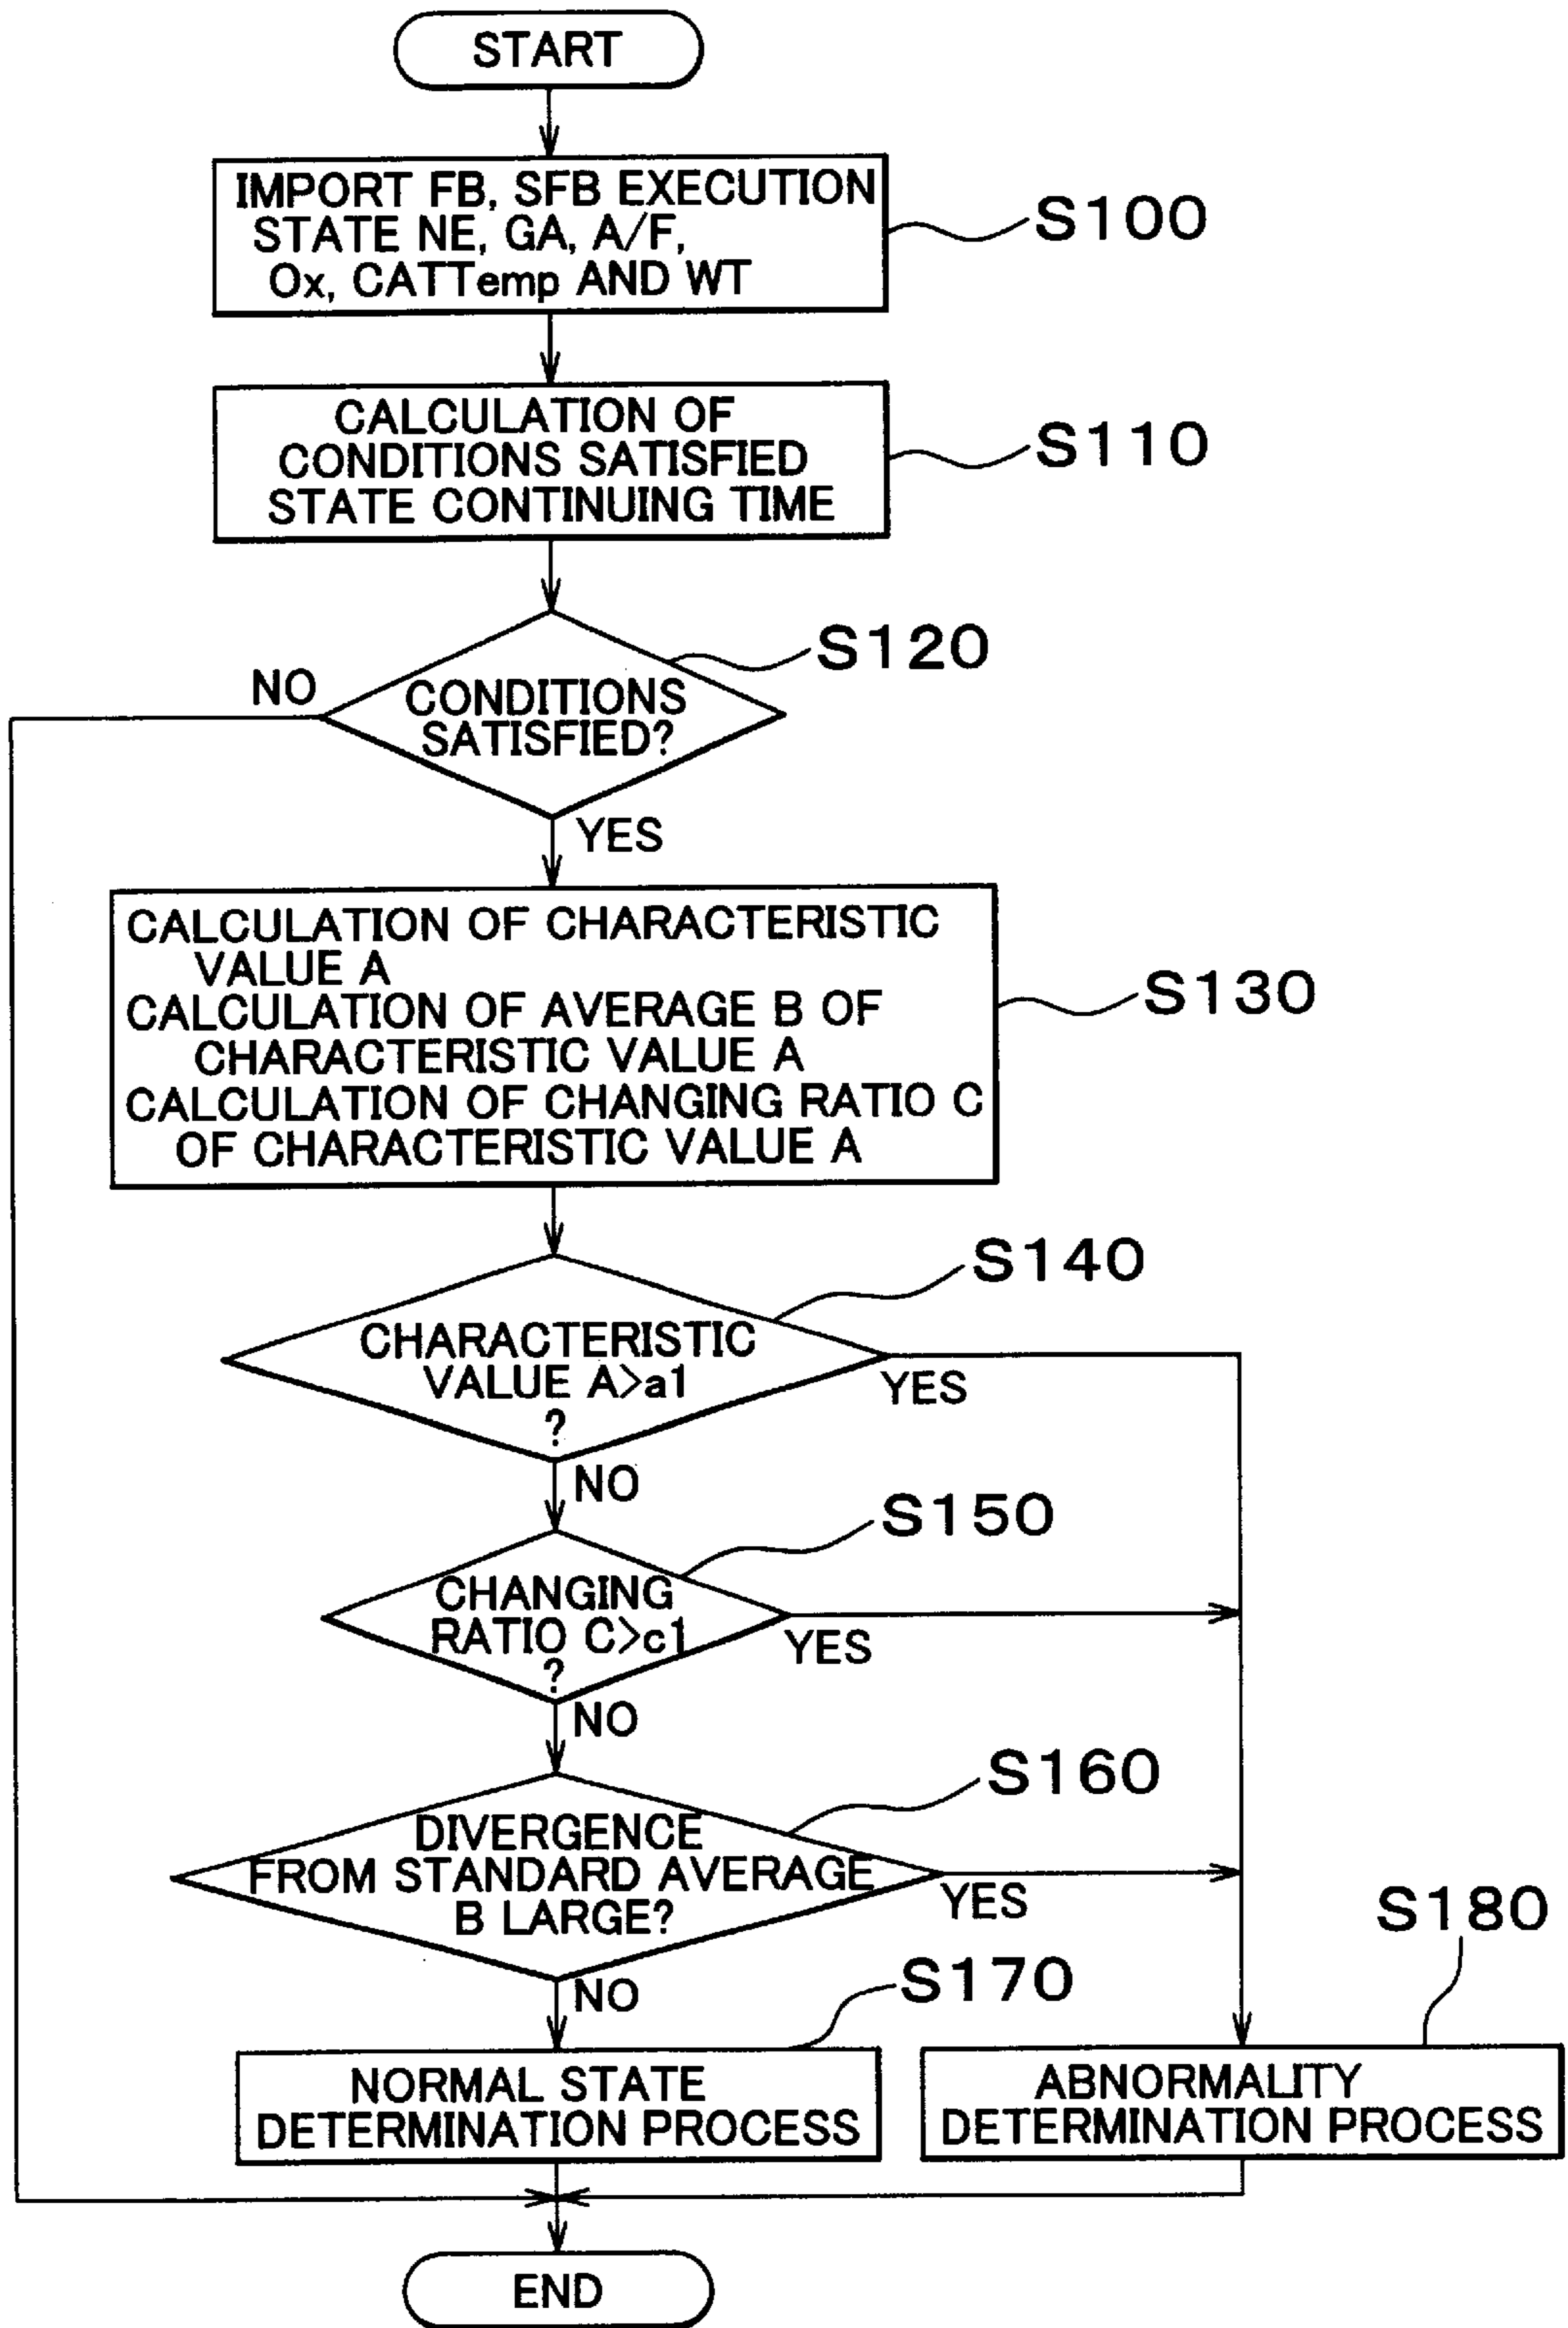 START
IMPORT FB, SFB EXECUTION
STATE NE, GA, A/F,
Ox, CATTemp AND WT
S100
CALCULATION OF
CONDITIONS SATISFIED
STATE CONTINUING TIME
S110
S120
NO
CONDITIONS
SATISFIED?
YES
CALCULATION OF CHARACTERISTIC
VALUE A
CALCULATION OF AVERAGE B OF
CHARACTERISTIC VALUE A
CALCULATION OF CHANGING RATIO C
OF CHARACTERISTIC VALUE A
S130
S140
CHARACTERISTIC
VALUE A>a1
?
YES
NO
S150
CHANGING
RATIO C>c1
?
YES
NO
S160
DIVERGENCE
FROM STANDARD AVERAGE
B LARGE?
YES
S180
NO
S170
NORMAL STATE
DETERMINATION PROCESS
ABNORMALITY
DETERMINATION PROCESS
END